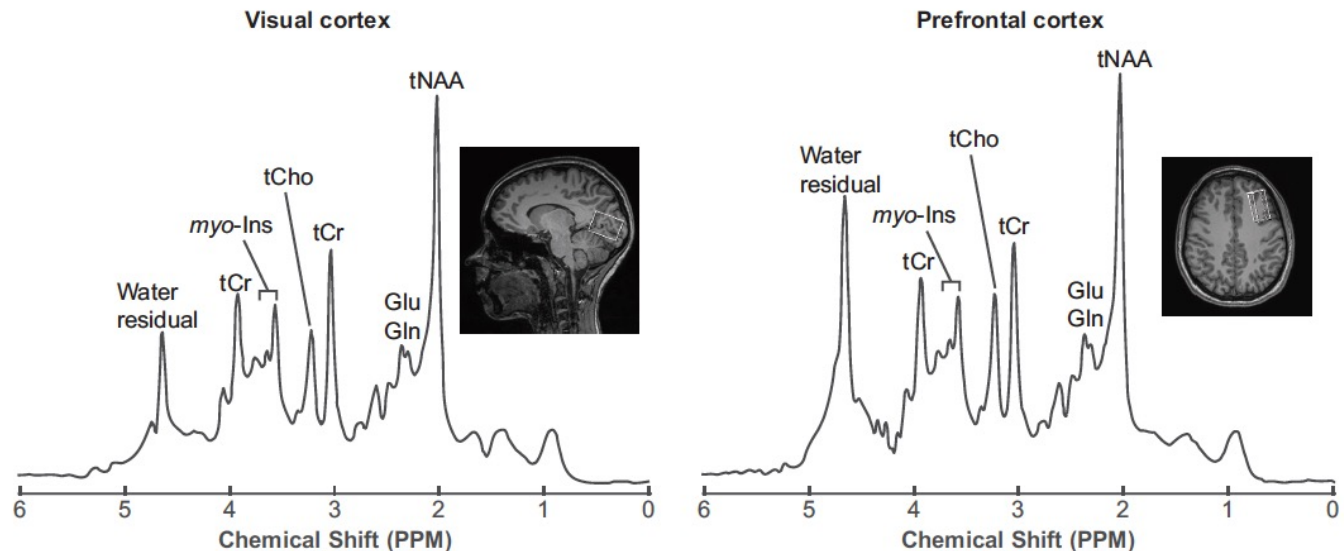 Visual cortex
tNAA
tCho
myo-Ins
tCr
tCr
Water
residual
Glu
Gln
6 5 4 3 2 1 0
Chemical Shift (PPM)
Prefrontal cortex
tNAA
tCho
Water
residual
myo-Ins
tCr
tCr
Glu
Gln
6 5 4 3 2 1 0
Chemical Shift (PPM)